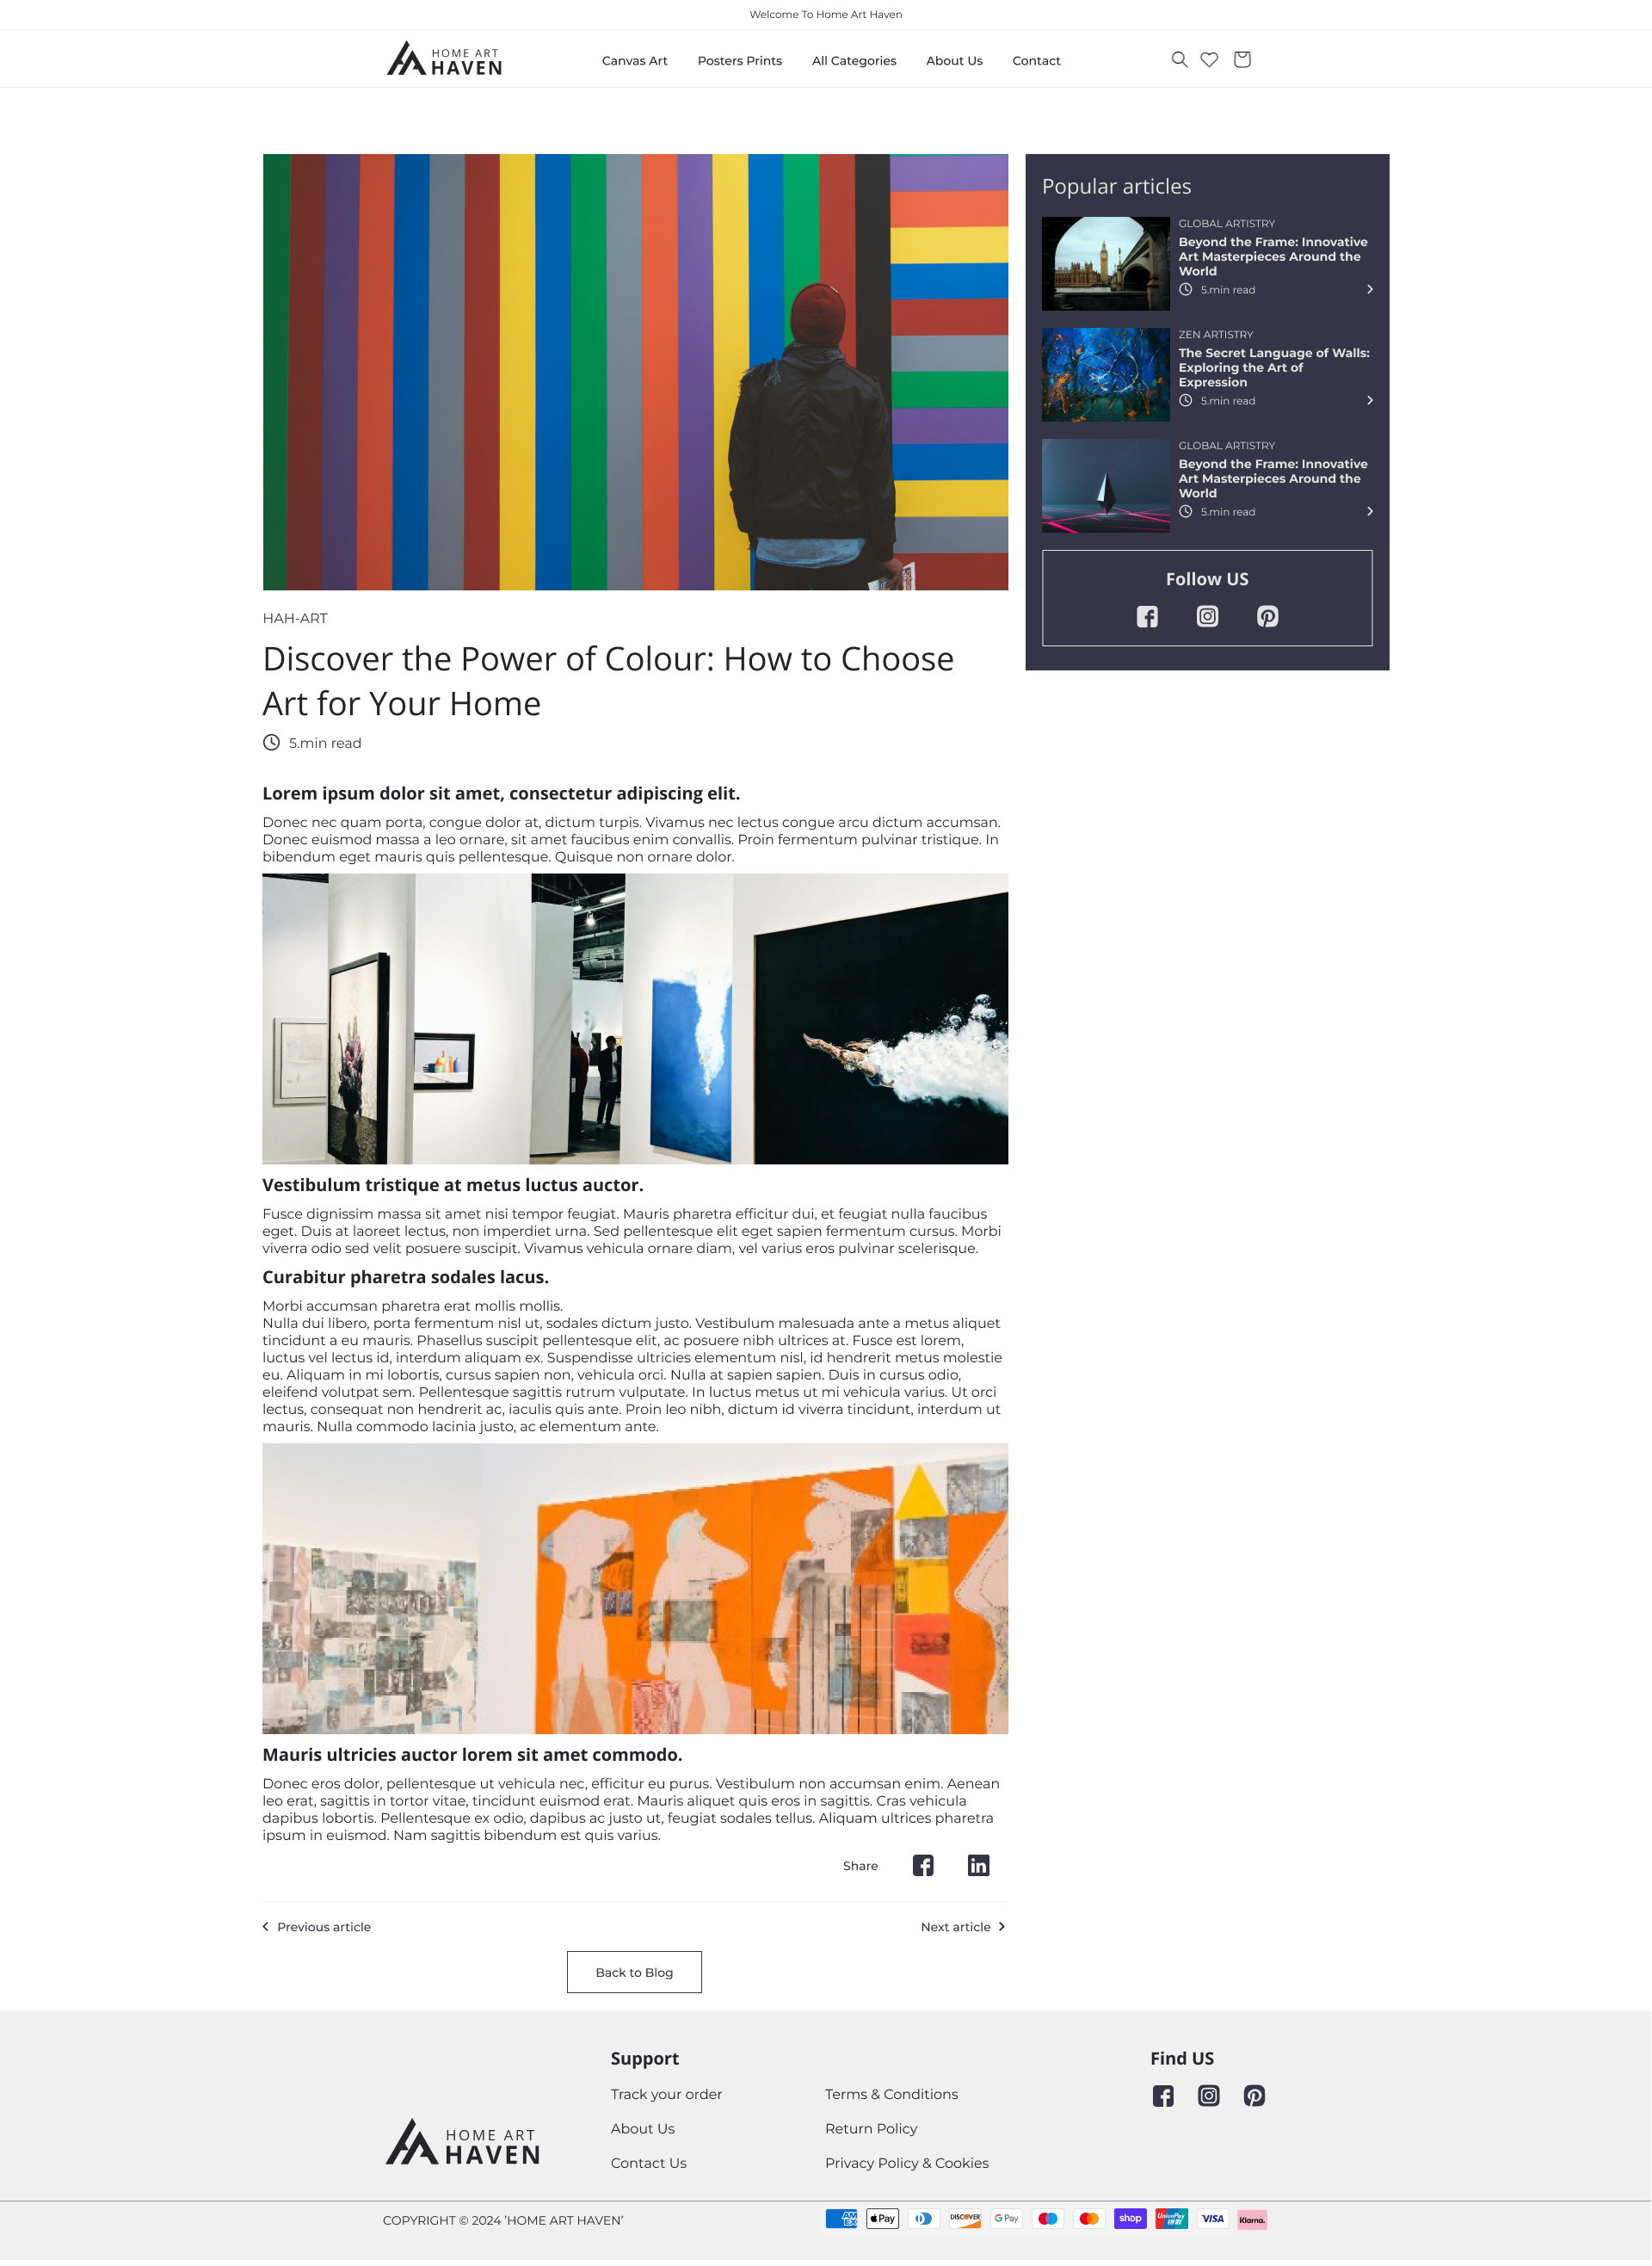 Welcome To Home Art Haven
HOME ART
HAVEN
Canvas Art
Posters Prints
All Categories
About Us
Contact
HAH-ART
Discover the Power of Colour: How to Choose
Art for Your Home
5.min read
Lorem ipsum dolor sit amet, consectetur adipiscing elit.
Donec nec quam porta, congue dolor at, dictum turpis. Vivamus nec lectus congue arcu dictum accumsan.
Donec euismod massa a leo ornare, sit amet faucibus enim convallis. Proin fermentum pulvinar tristique. In
bibendum eget mauris quis pellentesque. Quisque non ornare dolor.
Vestibulum tristique at metus luctus auctor.
Fusce dignissim massa sit amet nisi tempor feugiat. Mauris pharetra efficitur dui, et feugiat nulla faucibus
eget. Duis at laoreet lectus, non imperdiet urna. Sed pellentesque elit eget sapien fermentum cursus. Morbi
viverra odio sed velit posuere suscipit. Vivamus vehicula ornare diam, vel varius eros pulvinar scelerisque.
Curabitur pharetra sodales lacus.
Morbi accumsan pharetra erat mollis mollis.
Nulla dui libero, porta fermentum nisl ut, sodales dictum justo. Vestibulum malesuada ante a metus aliquet
tincidunt a eu mauris. Phasellus suscipit pellentesque elit, ac posuere nibh ultrices at. Fusce est lorem,
luctus vel lectus id, interdum aliquam ex. Suspendisse ultricies elementum nisl, id hendrerit metus molestie
eu. Aliquam in mi lobortis, cursus sapien non, vehicula orci. Nulla at sapien sapien. Duis in cursus odio,
eleifend volutpat sem. Pellentesque sagittis rutrum vulputate. In luctus metus ut mi vehicula varius. Ut orci
lectus, consequat non hendrerit ac, iaculis quis ante. Proin leo nibh, dictum id viverra tincidunt, interdum ut
mauris. Nulla commodo lacinia justo, ac elementum ante.
Mauris ultricies auctor lorem sit amet commodo.
Donec eros dolor, pellentesque ut vehicula nec, efficitur eu purus. Vestibulum non accumsan enim. Aenean
leo erat, sagittis in tortor vitae, tincidunt euismod erat. Mauris aliquet quis eros in sagittis. Cras vehicula
dapibus lobortis. Pellentesque ex odio, dapibus ac justo ut, feugiat sodales tellus. Aliquam ultrices pharetra
ipsum in euismod. Nam sagittis bibendum est quis varius.
Share
Previous article
Next article
Back to Blog
Popular articles
GLOBAL ARTISTRY
Beyond the Frame: Innovative
Art Masterpieces Around the
World
5.min read
ZEN ARTISTRY
The Secret Language of Walls:
Exploring the Art of
Expression
5.min read
GLOBAL ARTISTRY
Beyond the Frame: Innovative
Art Masterpieces Around the
World
5.min read
Follow US
HOME ART
HAVEN
Support
Track your order
About Us
Contact Us
Terms & Conditions
Return Policy
Privacy Policy & Cookies
Find US
COPYRIGHT © 2024 'HOME ART HAVEN'
AM
EX
Pay
DISCOVER
G Pay
shop
UnionPay
银联
VISA
Klarna.